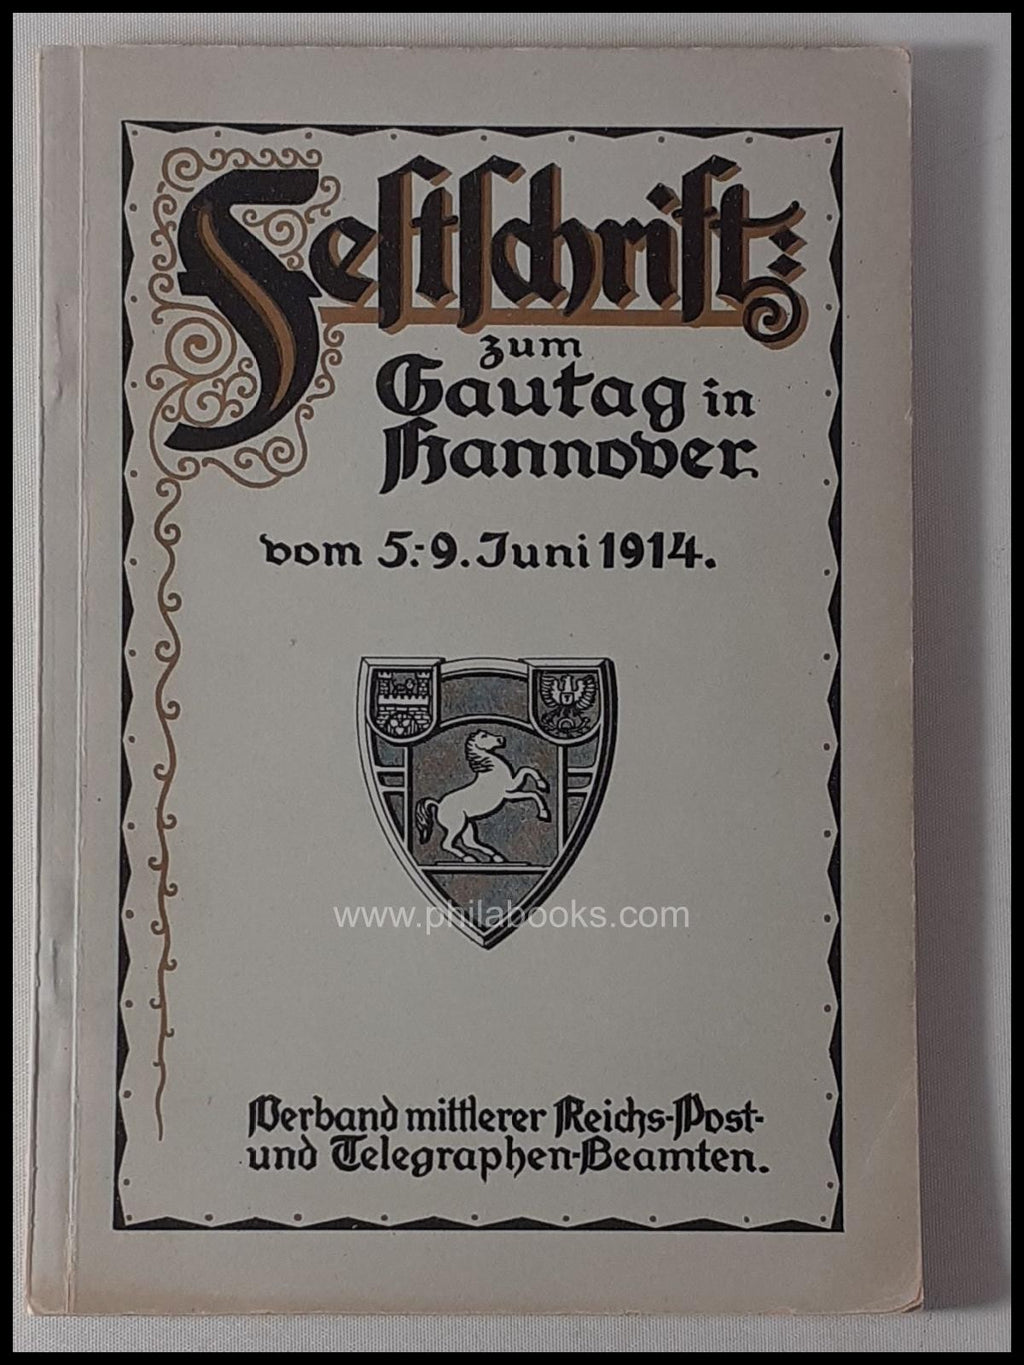 Festschrift
zum
Gautag in
Hannover.
vom 5.-9. Juni 1914.
www.philabooks.com
Verband mittlerer Reichs-Post-
und Telegraphen-Beamten.